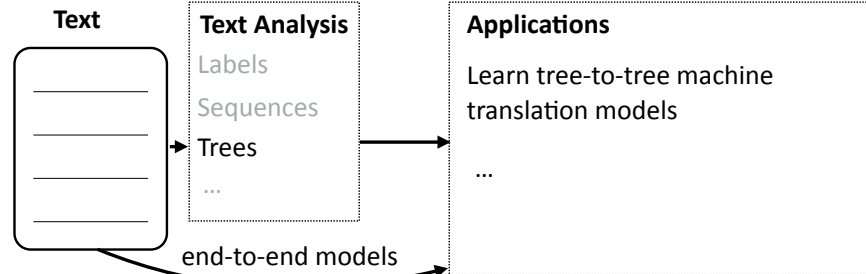 Text
Text Analysis
Labels
Sequences
Trees
...
Applications
Learn tree-to-tree machine
translation models
...
end-to-end models